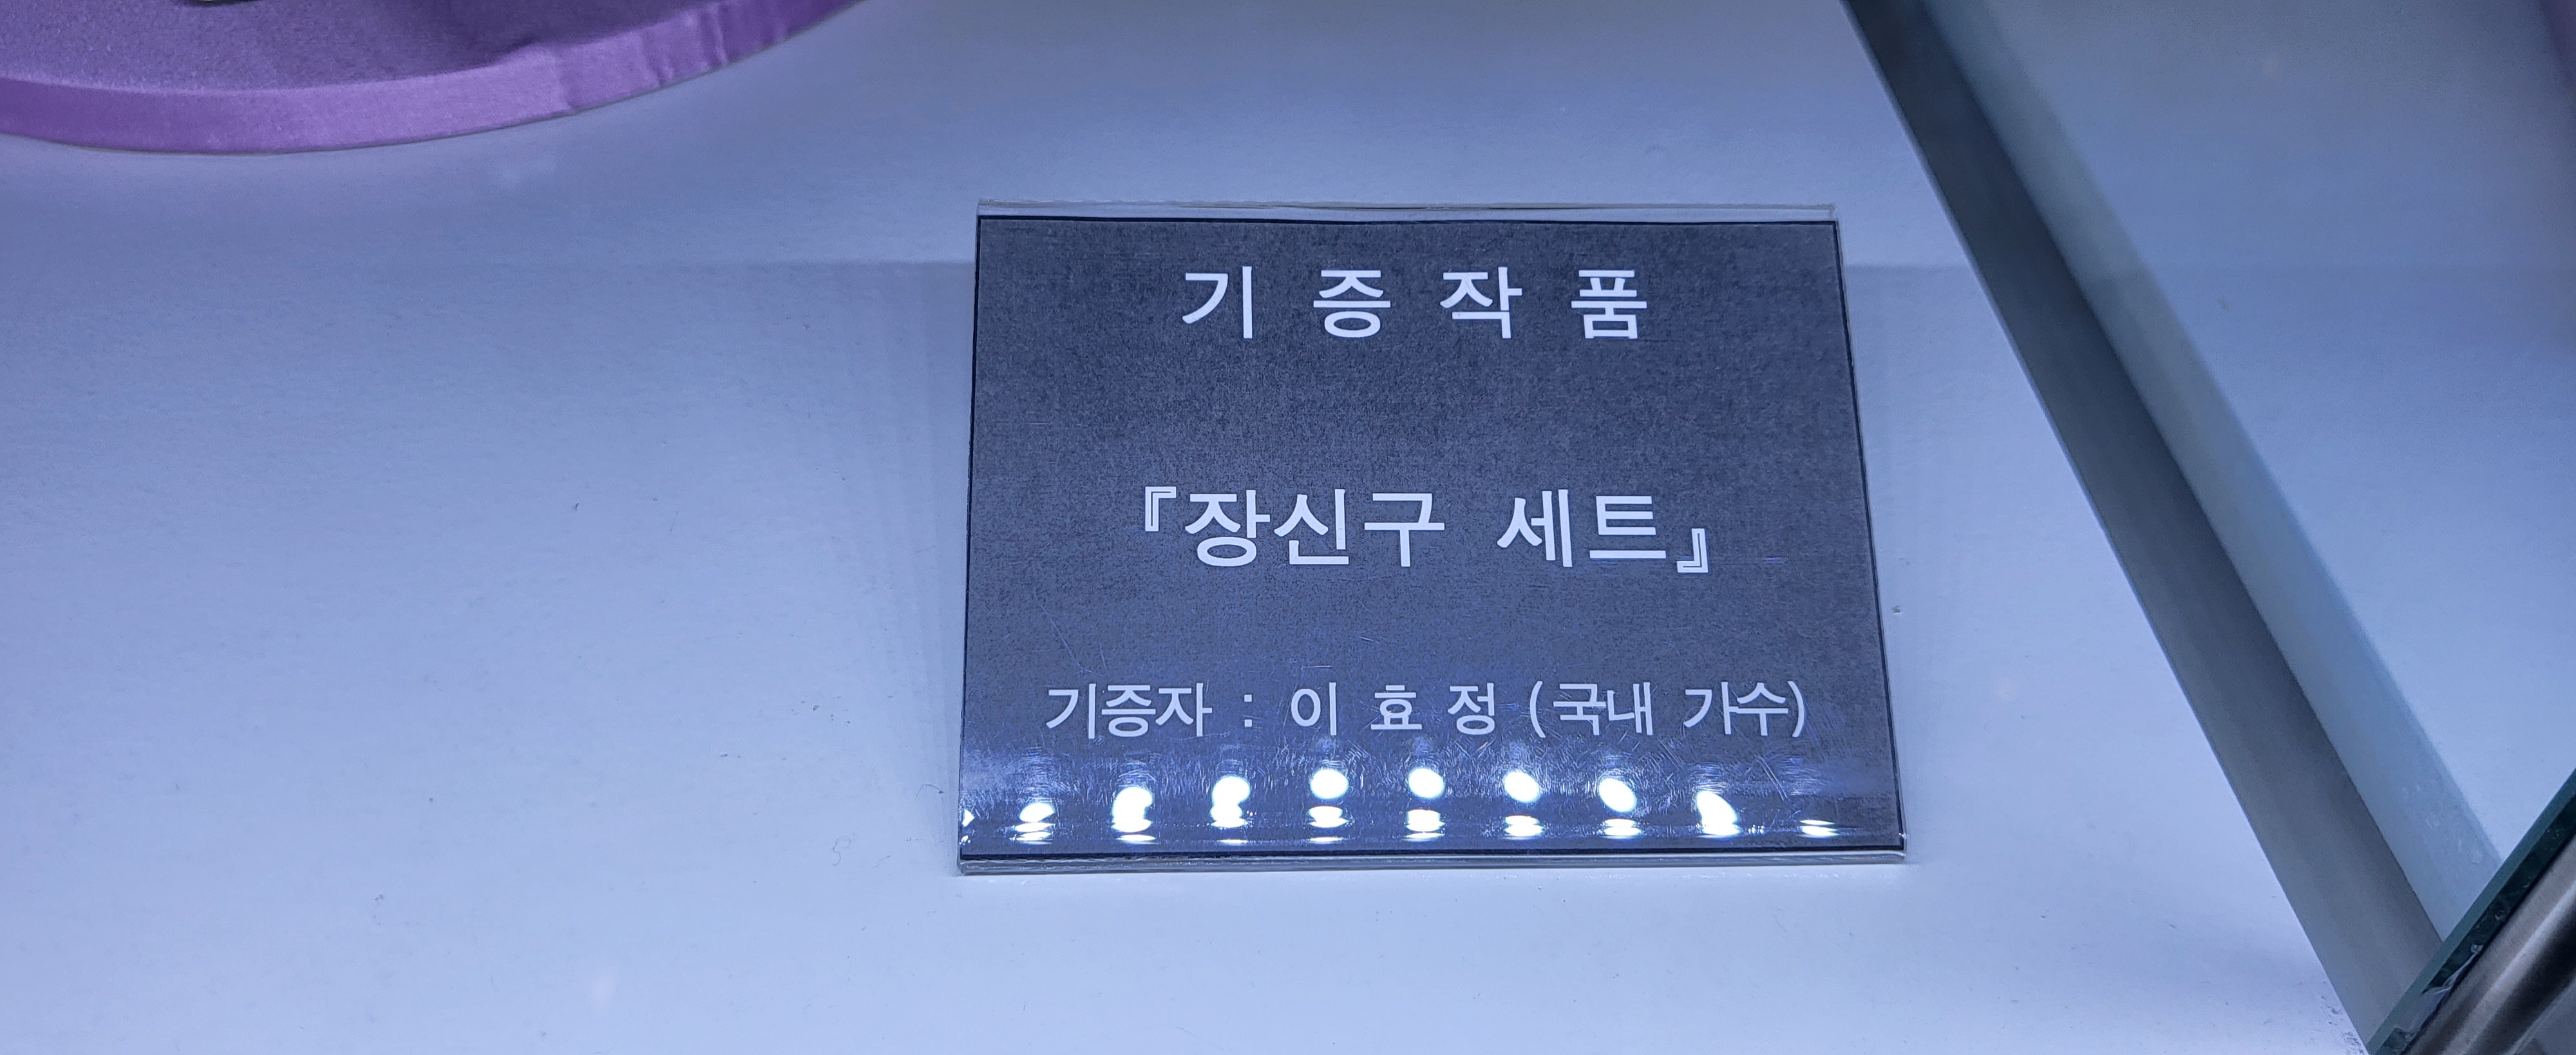 기 증 작 품
『장신구 세트』
기증자 : 이 효 정 (국내 가수)